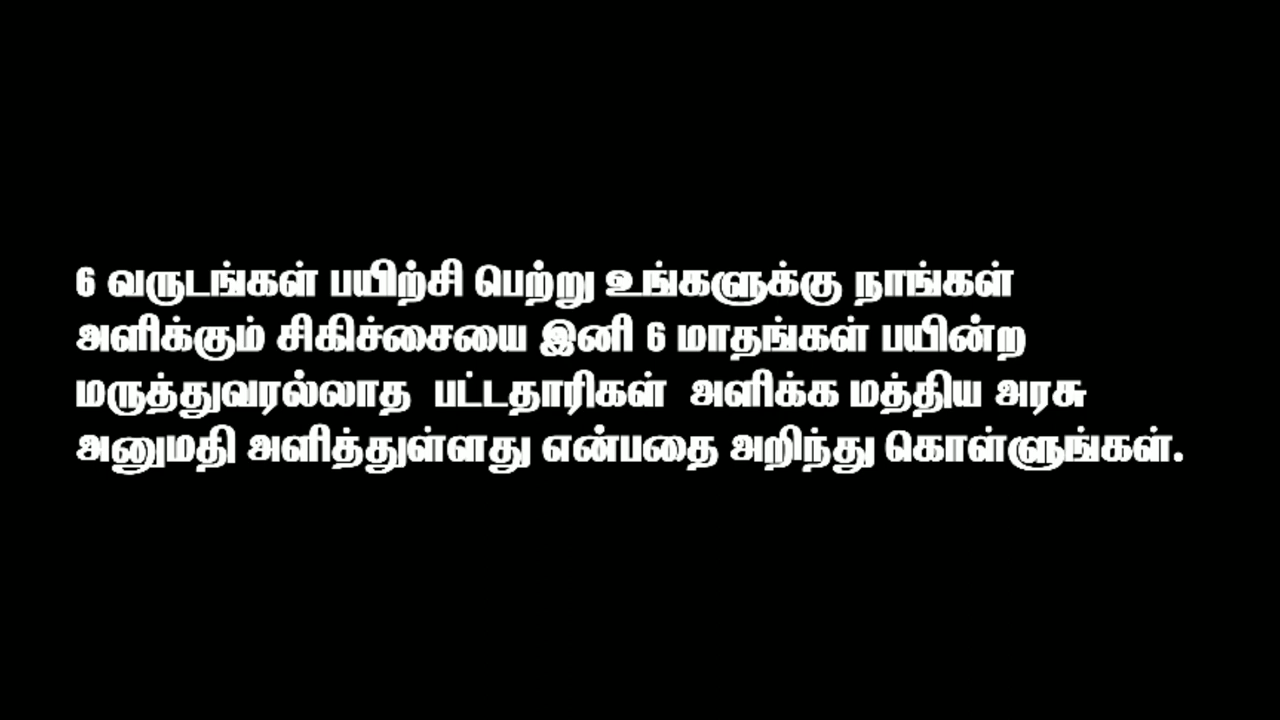 6 வருடங்கள் பயிற்சி பெற்று உங்களுக்கு நாங்கள்
அளிக்கும் சிகிச்சையை இனி 6 மாதங்கள் பயின்ற
மருத்துவரல்லாத பட்டதாரிகள் அளிக்க மத்திய அரசு
அனுமதி அளித்துள்ளது என்பதை அறிந்து கொள்ளுங்கள்.